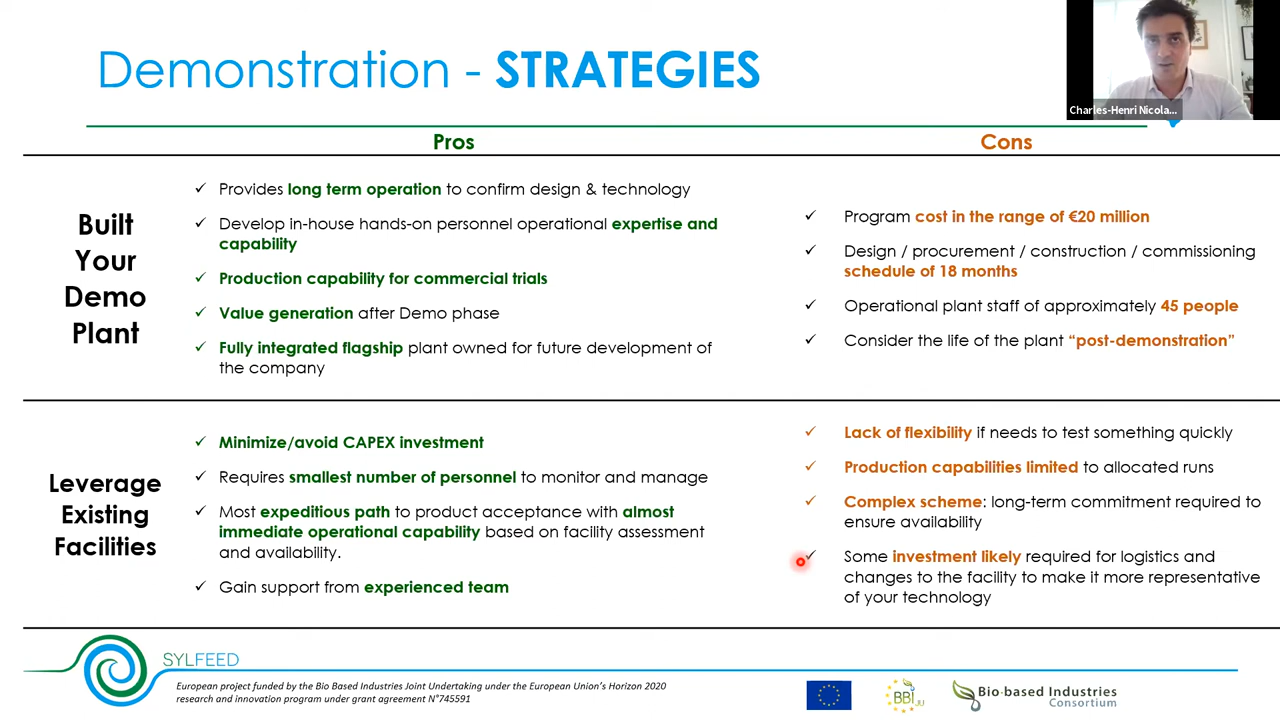 Demonstration - STRATEGIES
Charles-Henri Nicola...
Pros
Cons
Built
Your
Demo
Plant
Provides long term operation to confirm design & technology
Develop in-house hands-on personnel operational expertise and
capability
Production capability for commercial trials
Value generation after Demo phase
Fully integrated flagship plant owned for future development of
the company
Program cost in the range of €20 million
Design / procurement / construction / commissioning
schedule of 18 months
Operational plant staff of approximately 45 people
Consider the life of the plant “post-demonstration”
Leverage
Existing
Facilities
Minimize/avoid CAPEX investment
Requires smallest number of personnel to monitor and manage
Most expeditious path to product acceptance with almost
immediate operational capability based on facility assessment
and availability.
Gain support from experienced team
Lack of flexibility if needs to test something quickly
Production capabilities limited to allocated runs
Complex scheme: long-term commitment required to
ensure availability
Some investment likely required for logistics and
changes to the facility to make it more representative
of your technology
SYLFEED
European project funded by the Bio Based Industries Joint Undertaking under the European Union's Horizon 2020
research and innovation program under grant agreement N°745591
BBI JU
Bio-based Industries
Consortium